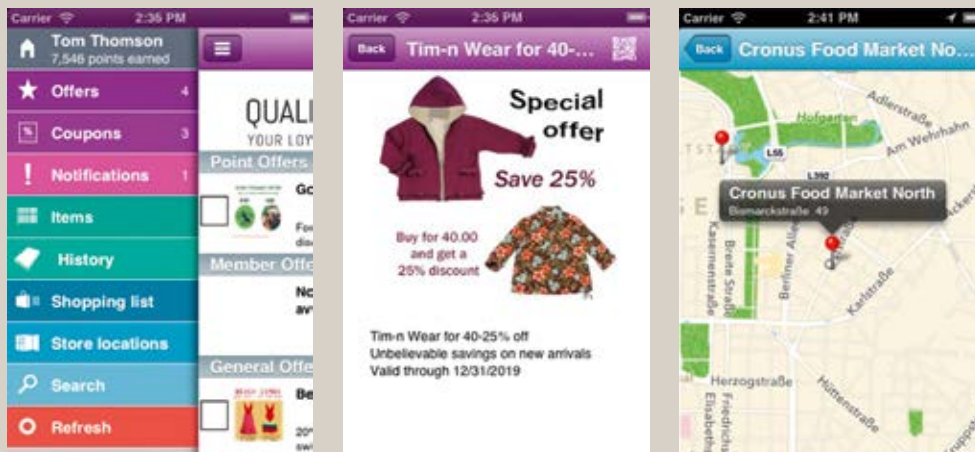 Carrier 2:36 PM
Tom Thomson
7,546 points earned
Offers 4
Coupons 3
Notifications 1
Items
History
Shopping list
Store locations
Search
Refresh
QUALI
YOUR LOY
Point Offers
Go
Member Offe
No
General Offe
Be
20%
Carrier 2:36 PM
Back Tim-n Wear for 40-...
Special
offer
Save 25%
Buy for 40.00
and get a
25% discount
Tim-n Wear for 40-25% off
Unbelievable savings on new arrivals
Valid through 12/31/2019
Carrier 2:41 PM
Back Cronus Food Market No...
Adlerstraße
Hofgarten
Am Wehrhahn
L55
L392
Cronus Food Market North
Bismarckstraße 49
Kasernenstraße
Breite Straße
Berliner Allee
Karlstraße
Herzogstraße
Hüttenstraße
Elisabeths
Friedrichs